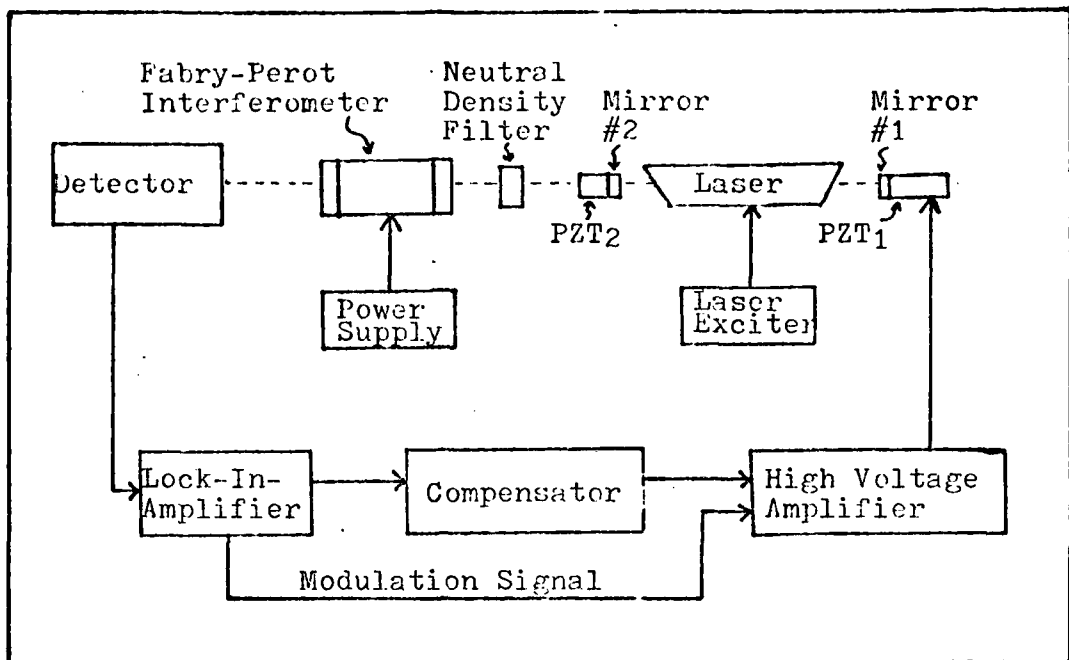 Fabry-Perot
Interferometer
Neutral
Density
Filter
Mirror
#2
Mirror
#1
Detector
Laser
PZT2
PZT1
Power
Supply
Laser
Exciter
Lock-In-
Amplifier
Compensator
High Voltage
Amplifier
Modulation Signal